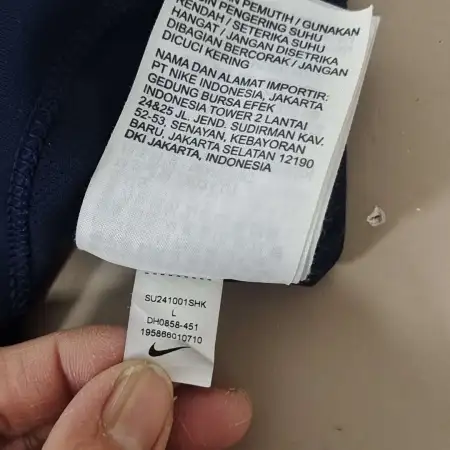 PEMUTIH / GUNAKAN
RENDAH / SETERIKA SUHU
HANGAT / JANGAN DISETRIKA
DIBAGIAN BERCORAK / JANGAN
DICUCI KERING
NAMA DAN ALAMAT IMPORTIR:
PT NIKE INDONESIA, JAKARTA
GEDUNG BURSA EFEK
INDONESIA TOWER 2 LANTAI
24&25 JL. JEND. SUDIRMAN KAV.
52-53, SENAYAN, KEBAYORAN
BARU, JAKARTA SELATAN 12190
DKI JAKARTA, INDONESIA
SU241001SHK
L
DH0858-451
195866010710